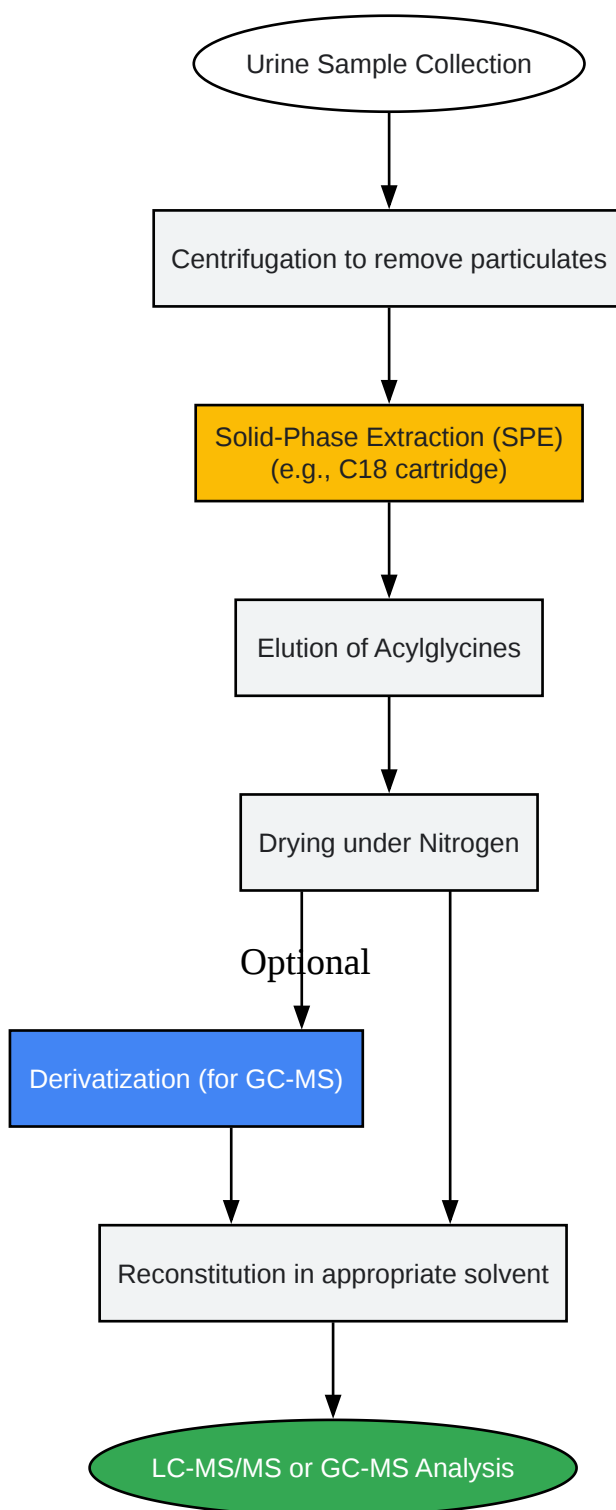 Urine Sample Collection
Centrifugation to remove particulates
Solid-Phase Extraction (SPE)
(e.g., C18 cartridge)
Elution of Acylglycines
Drying under Nitrogen
Optional
Derivatization (for GC-MS)
Reconstitution in appropriate solvent
LC-MS/MS or GC-MS Analysis